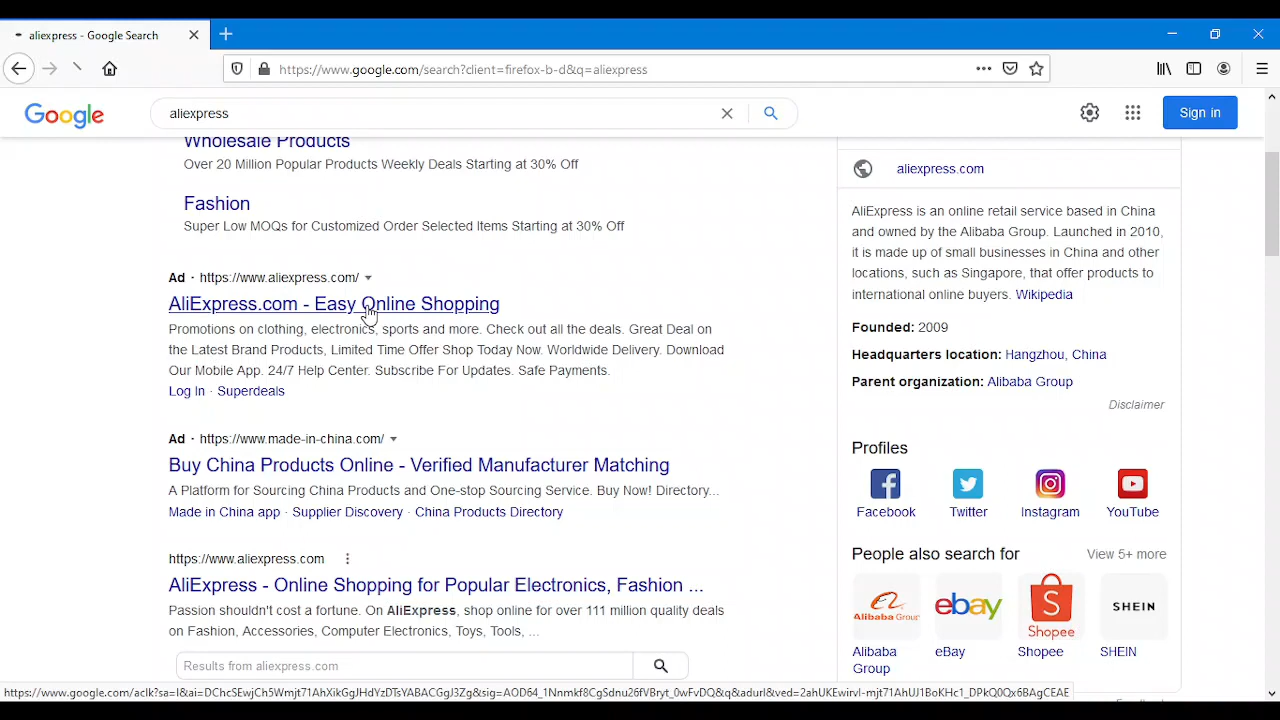 aliexpress - Google Search
https://www.google.com/search?client=firefox-b-d&q=aliexpress
Google
aliexpress
Sign in
Wholesale Products
Over 20 Million Popular Products Weekly Deals Starting at 30% Off
Fashion
Super Low MOQs for Customized Order Selected Items Starting at 30% Off
Ad · https://www.aliexpress.com/
AliExpress.com - Easy Online Shopping
Promotions on clothing, electronics, sports and more. Check out all the deals. Great Deal on
the Latest Brand Products, Limited Time Offer Shop Today Now. Worldwide Delivery. Download
Our Mobile App. 24/7 Help Center. Subscribe For Updates. Safe Payments.
Log In · Superdeals
Ad · https://www.made-in-china.com/
Buy China Products Online - Verified Manufacturer Matching
A Platform for Sourcing China Products and One-stop Sourcing Service. Buy Now! Directory...
Made in China app · Supplier Discovery · China Products Directory
https://www.aliexpress.com
AliExpress - Online Shopping for Popular Electronics, Fashion ...
Passion shouldn't cost a fortune. On AliExpress, shop online for over 111 million quality deals
on Fashion, Accessories, Computer Electronics, Toys, Tools, ...
Results from aliexpress.com
aliexpress.com
AliExpress is an online retail service based in China
and owned by the Alibaba Group. Launched in 2010,
it is made up of small businesses in China and other
locations, such as Singapore, that offer products to
international online buyers. Wikipedia
Founded: 2009
Headquarters location: Hangzhou, China
Parent organization: Alibaba Group
Disclaimer
Profiles
Facebook Twitter Instagram YouTube
People also search for View 5+ more
Alibaba Group ebay S Shopee SHEIN
Alibaba eBay Shopee SHEIN
Group